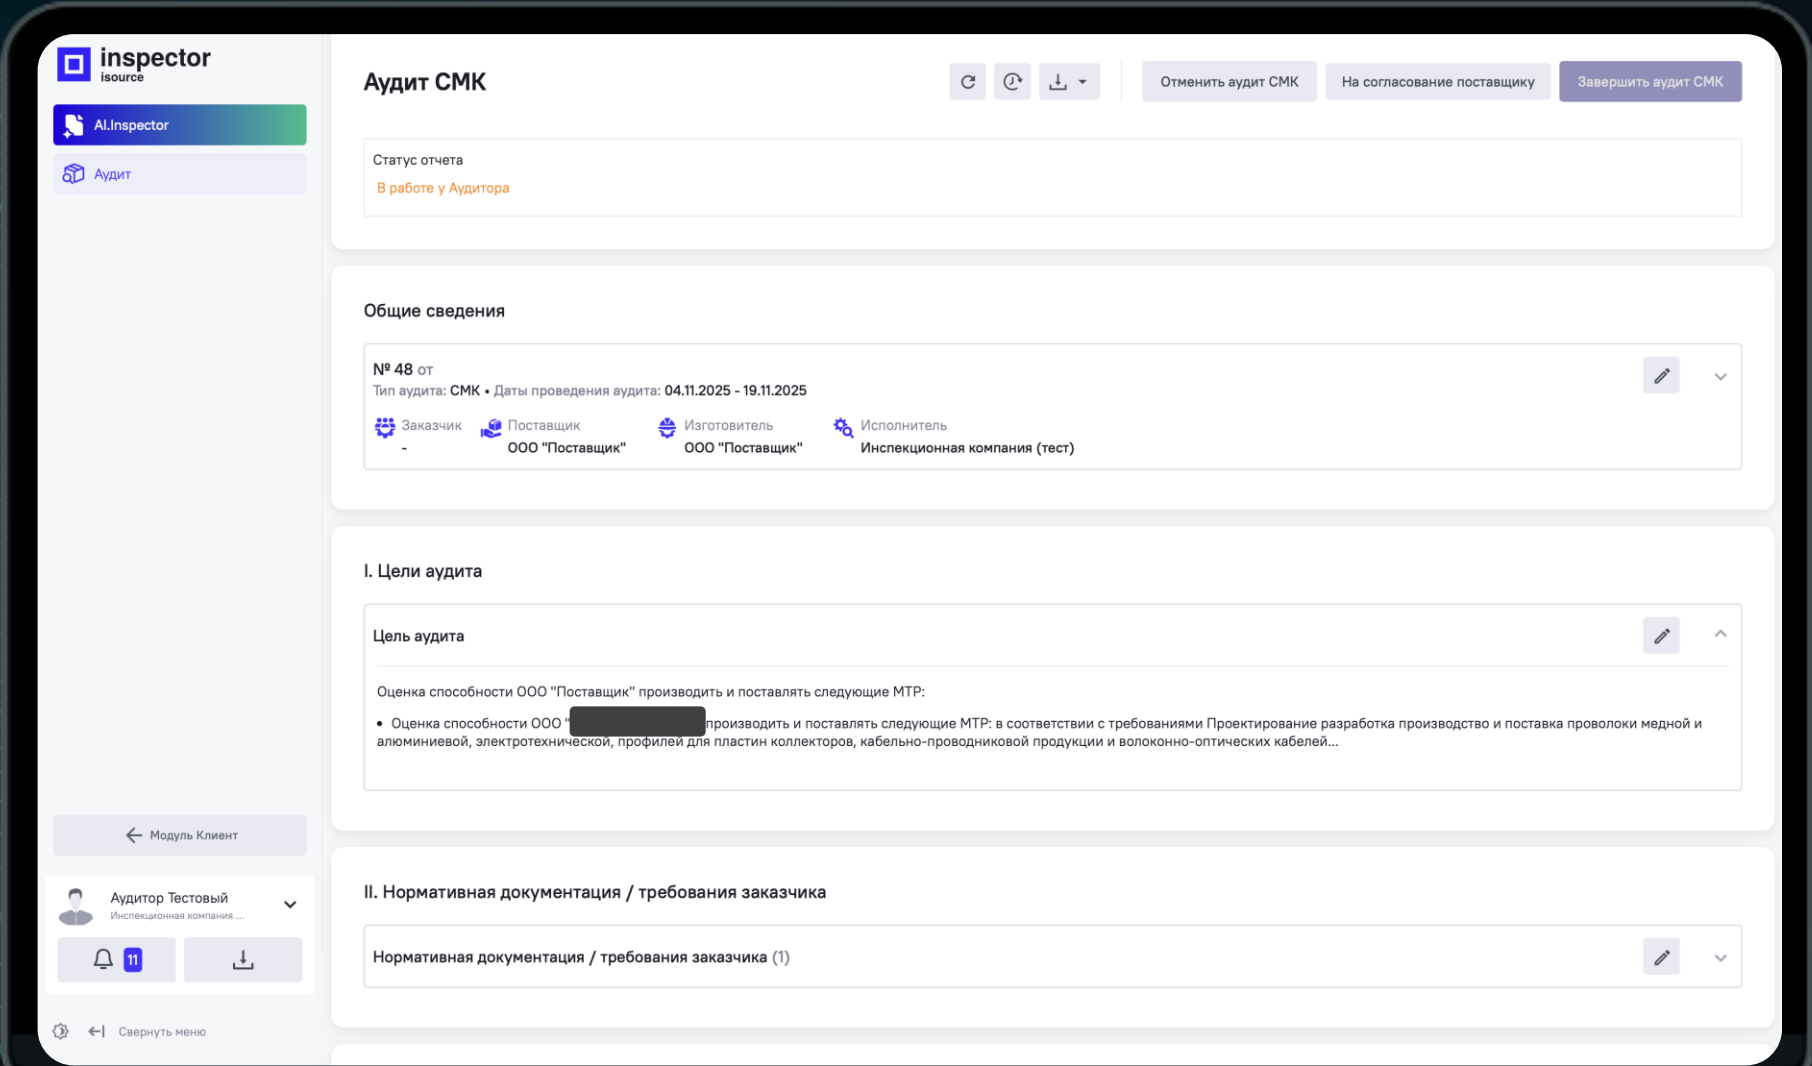 inspector
isource
AI.Inspector
Аудит
Модуль Клиент
Аудитор Тестовый
Инспекционная компания ...
11
Свернуть меню
Аудит СМК
Отменить аудит СМК
На согласование поставщику
Завершить аудит СМК
Статус отчета
В работе у Аудитора
Общие сведения
№ 48 от
Тип аудита: СМК • Даты проведения аудита: 04.11.2025 - 19.11.2025
Заказчик
-
Поставщик
ООО "Поставщик"
Изготовитель
ООО "Поставщик"
Исполнитель
Инспекционная компания (тест)
I. Цели аудита
Цель аудита
Оценка способности ООО "Поставщик" производить и поставлять следующие МТР:
• Оценка способности ООО " производить и поставлять следующие МТР: в соответствии с требованиями Проектирование разработка производство и поставка проволоки медной и
алюминиевой, электротехнической, профилей для пластин коллекторов, кабельно-проводниковой продукции и волоконно-оптических кабелей...
II. Нормативная документация / требования заказчика
Нормативная документация / требования заказчика (1)